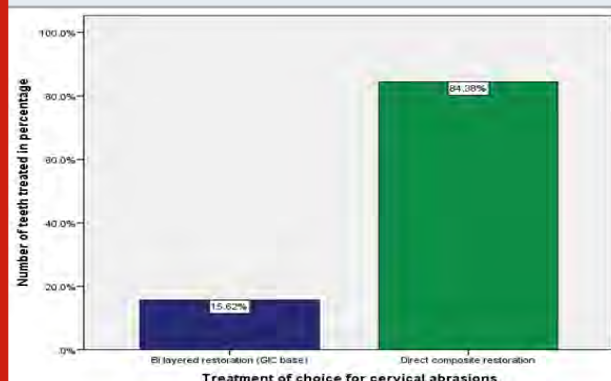 Number of teeth treated in percentage
100.0%
80.0%
60.0%
40.0%
20.0%
.0%
84.38%
15.62%
Bi layered restoration (GIC base)
Direct composite restoration
Treatment of choice for cervical abrasions